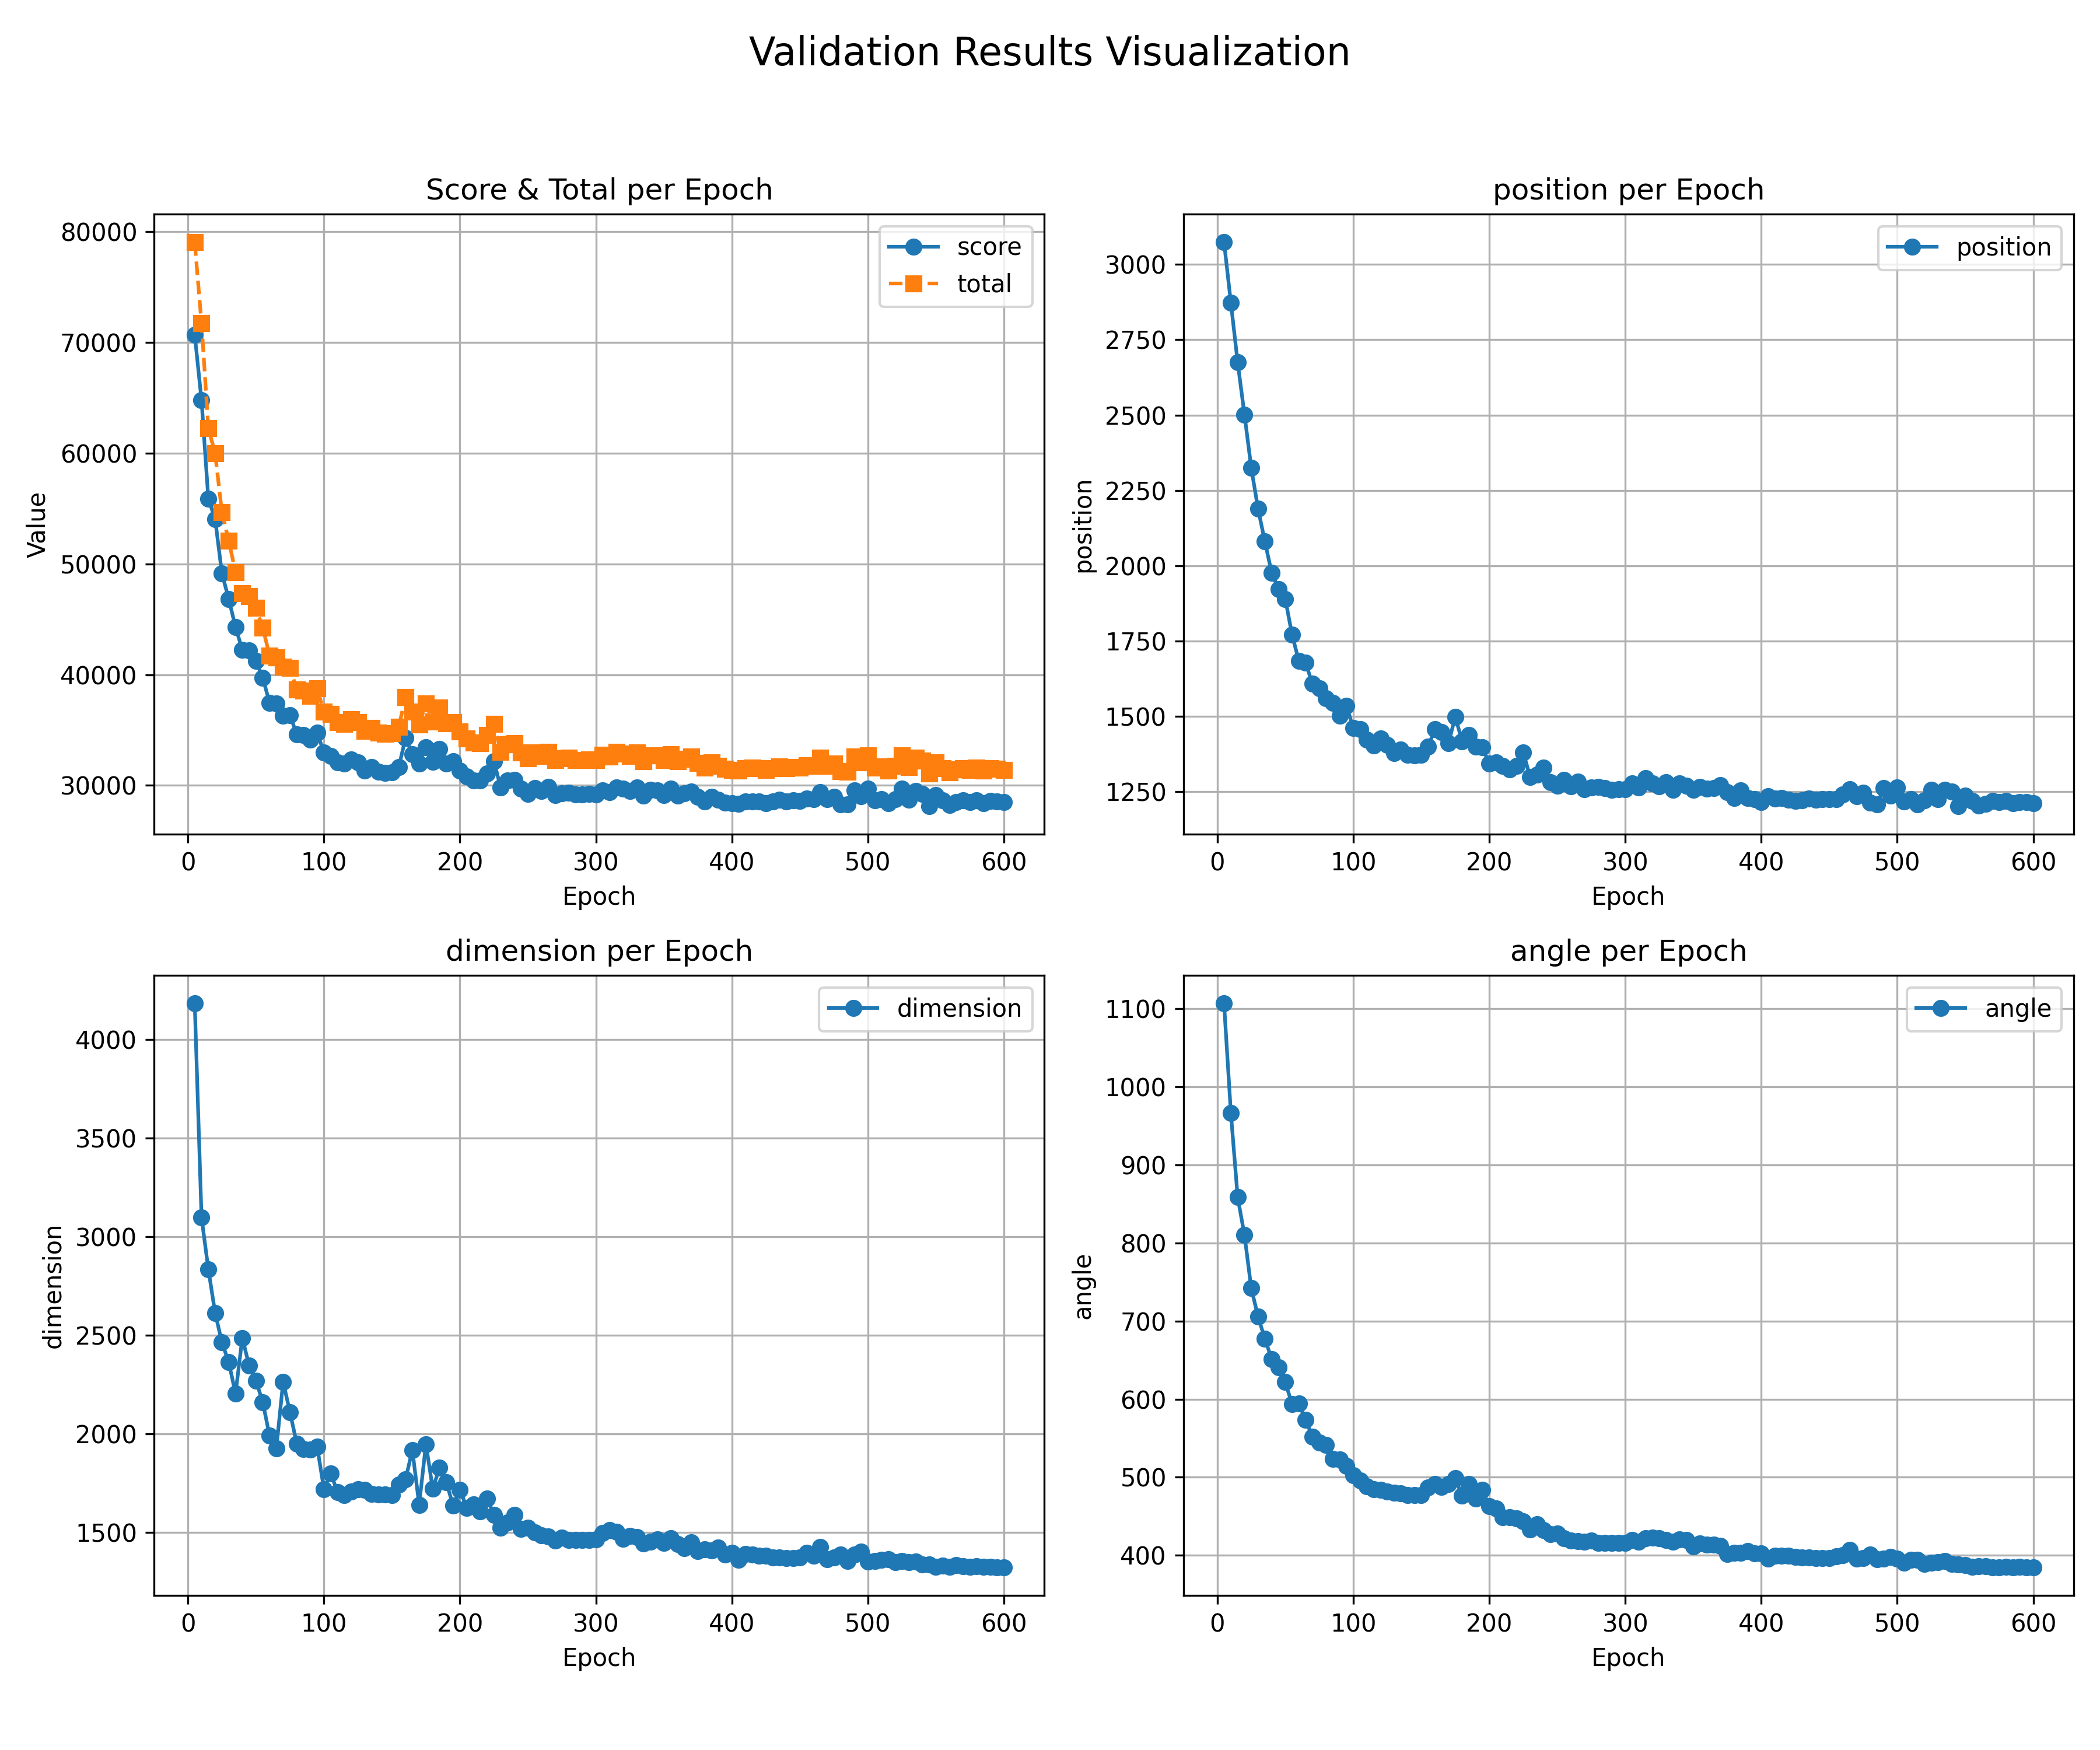 Validation Results Visualization
Score & Total per Epoch
80000
70000
60000
50000
40000
30000
Value
0 100 200 300 400 500 600
Epoch
score
total
position per Epoch
3000
2750
2500
2250
2000
1750
1500
1250
position
0 100 200 300 400 500 600
Epoch
position
dimension per Epoch
4000
3500
3000
2500
2000
1500
dimension
0 100 200 300 400 500 600
Epoch
dimension
angle per Epoch
1100
1000
900
800
700
600
500
400
angle
0 100 200 300 400 500 600
Epoch
angle